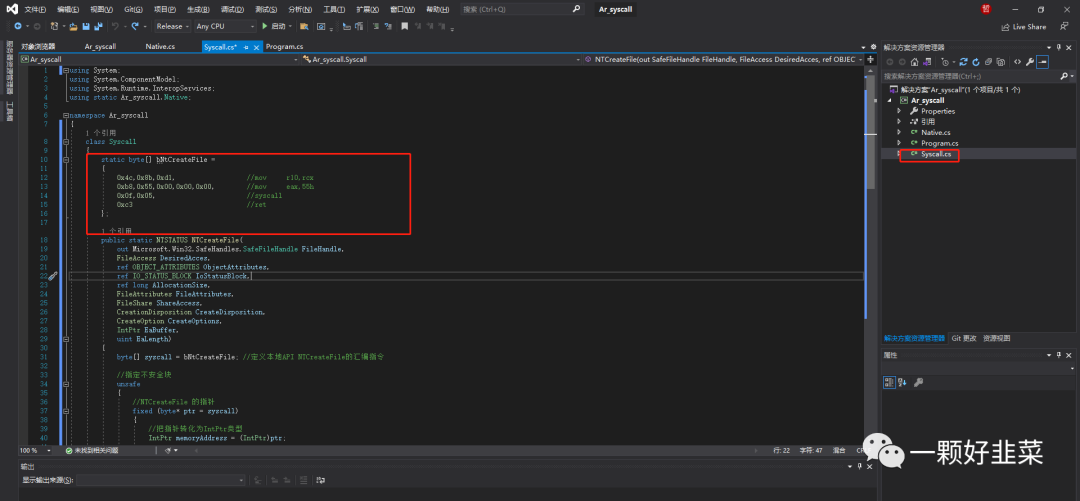 文件(F) 编辑(E) 视图(V) Git(G) 项目(P) 生成(B) 调试(D) 测试(S) 分析(N) 工具(T) 扩展(X) 窗口(W) 帮助(H) 搜索 (Ctrl+Q) Ar_syscall
Release Any CPU 启动 Live Share
对象浏览器 Ar_syscall Native.cs Syscall.cs* Program.cs
Ar_syscall Ar_syscall.Syscall NTCreateFile(out SafeFileHandle FileHandle, FileAccess DesiredAcces, ref OBJEC
1 using System;
2 using System.ComponentModel;
3 using System.Runtime.InteropServices;
4 using static Ar_syscall.Native;
5
6 namespace Ar_syscall
7 {
1 个引用
8 class Syscall
9 {
10 static byte[] bNtCreateFile =
11 {
12 0x4c,0x8b,0xd1, //mov r10,rcx
13 0xb8,0x55,0x00,0x00,0x00, //mov eax,55h
14 0x0f,0x05, //syscall
15 0xc3 //ret
16 };
17
1 个引用
18 public static NTSTATUS NTCreateFile(
19 out Microsoft.Win32.SafeHandles.SafeFileHandle FileHandle,
20 FileAccess DesiredAcces,
21 ref OBJECT_ATTRIBUTES ObjectAttributes,
22 ref IO_STATUS_BLOCK IoStatusBlock,
23 ref long AllocationSize,
24 FileAttributes FileAttributes,
25 FileShare ShareAccess,
26 CreationDisposition CreateDisposition,
27 CreateOption CreateOptions,
28 IntPtr EaBuffer,
29 uint EaLength)
30 {
31 byte[] syscall = bNtCreateFile; //定义本地API NTCreateFile的汇编指令
32
33 //指定不安全块
34 unsafe
35 {
36 //NTCreateFile 的指针
37 fixed (byte* ptr = syscall)
38 {
39 //把指针转化为IntPtr类型
40 IntPtr memoryAddress = (IntPtr)ptr;
100 % 未找到相关问题 行: 22 字符: 47 混合
输出
显示输出来源(S):
解决方案资源管理器
搜索解决方案资源管理器(Ctrl+;)
解决方案"Ar_syscall"(1 个项目/共 1 个)
Ar_syscall
Properties
引用
Native.cs
Program.cs
Syscall.cs
解决方案资源管理器 Git 更改 资源视图
属性
一颗好韭菜